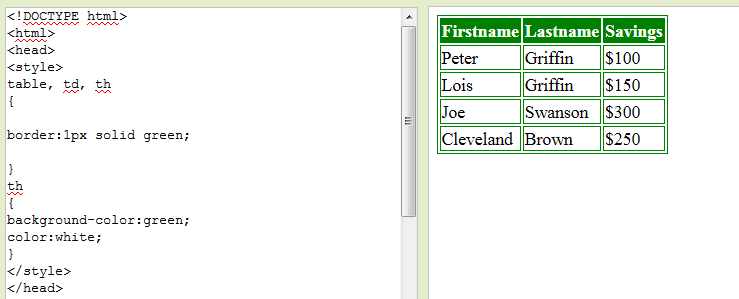 <!DOCTYPE html>
<html>
<head>
<style>
table, td, th
{
border:1px solid green;
}
th
{
background-color:green;
color:white;
}
</style>
</head>
Firstname Lastname Savings
Peter Griffin $100
Lois Griffin $150
Joe Swanson $300
Cleveland Brown $250